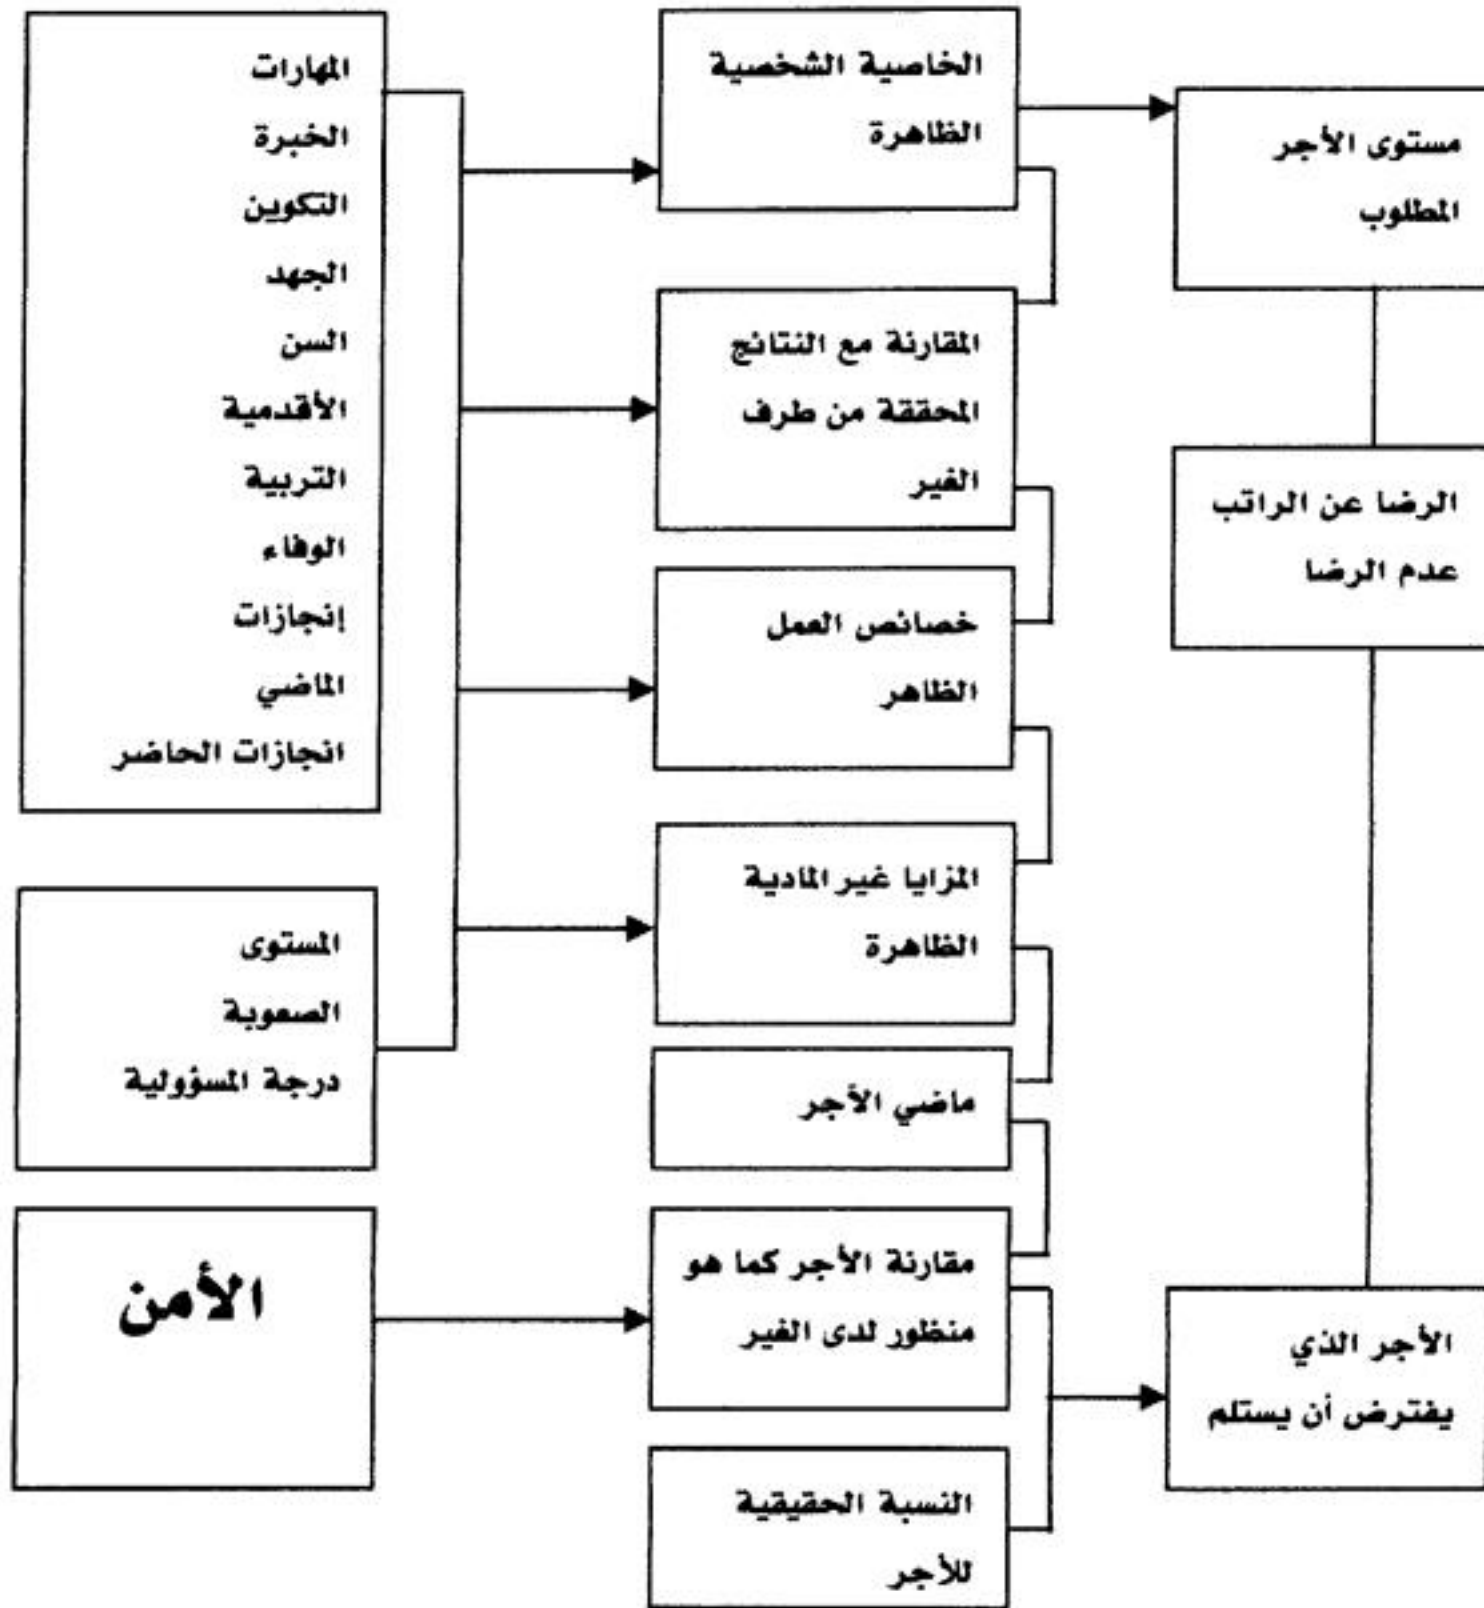 المهارات
الخبرة
التكوين
الجهد
السن
الأقدمية
التربية
الوفاء
إنجازات
الماضي
انجازات الحاضر
المستوى
الصعوبة
درجة المسؤولية
الأمن
الخاصية الشخصية
الظاهرة
المقارنة مع النتائج
المحققة من طرف
الغير
خصائص العمل
الظاهر
المزايا غير المادية
الظاهرة
ماضي الأجر
مقارنة الأجر كما هو
منظور لدى الغير
النسبة الحقيقية
للأجر
مستوى الأجر
المطلوب
الرضا عن الراتب
عدم الرضا
الأجر الذي
يفترض أن يستلم